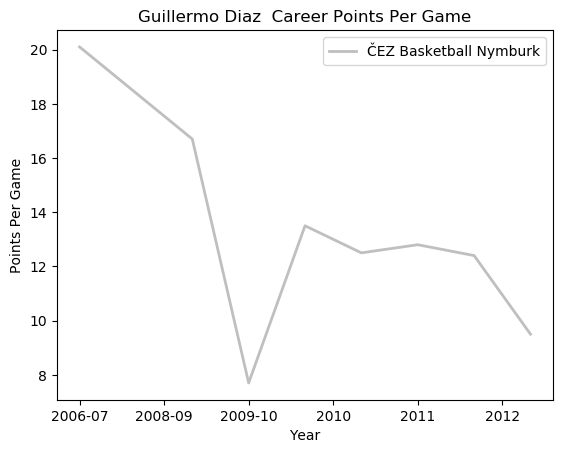 Guillermo Diaz  Career Points Per Game
ČEZ Basketball Nymburk
20
18
16
14
12
10
8
Points Per Game
2006-07 2008-09 2009-10 2010 2011 2012
Year